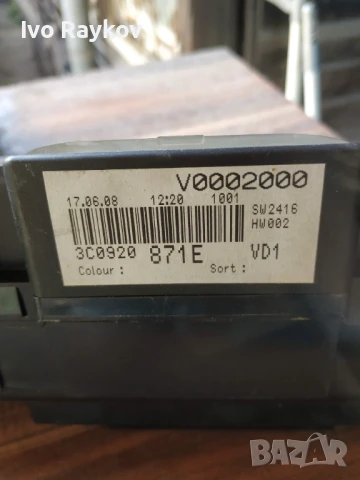 Ivo Raykov
V0002000
17.06.08 12:20 1001
SW2416
HW002
3C0920 871E VD1
Colour : Sort :
BAZAR